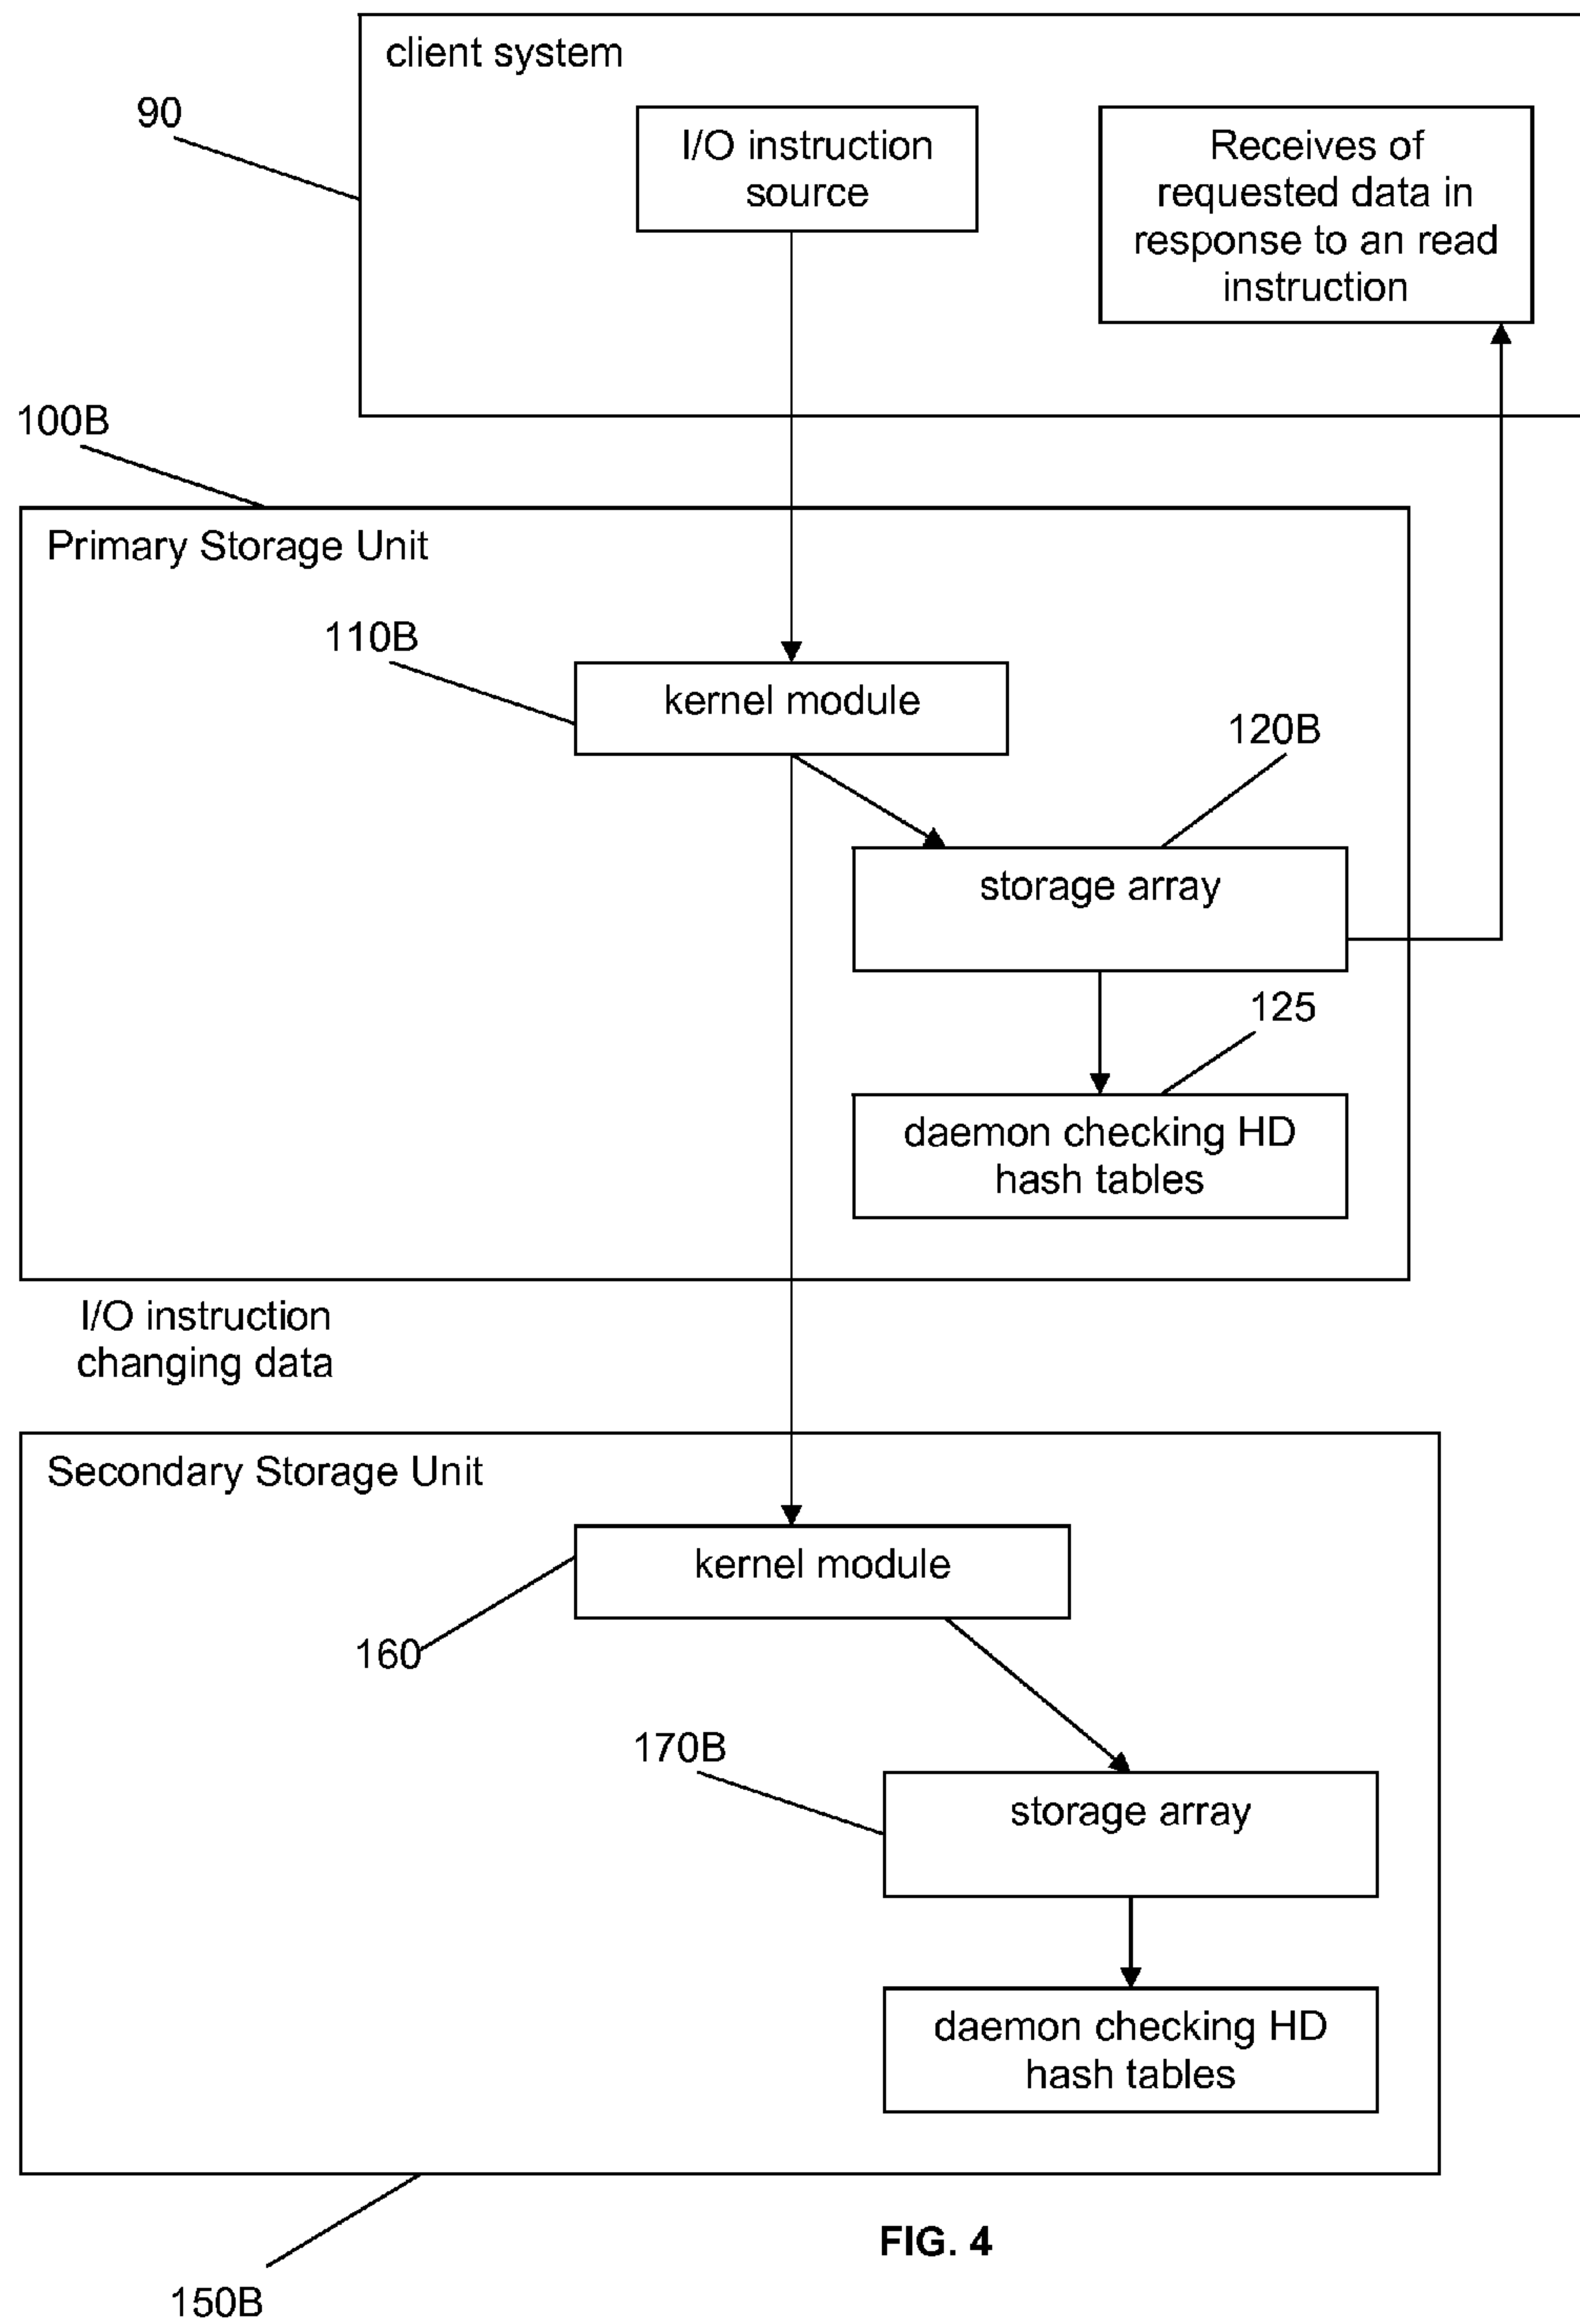 client system
90
I/O instruction
source
Receives of
requested data in
response to an read
instruction
100B
Primary Storage Unit
110B
kernel module
120B
storage array
125
daemon checking HD
hash tables
I/O instruction
changing data
Secondary Storage Unit
kernel module
160
170B
storage array
daemon checking HD
hash tables
FIG. 4
150B